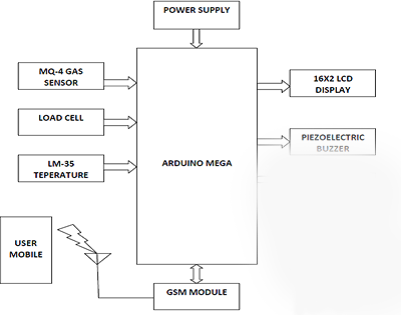 POWER SUPPLY
MQ-4 GAS
SENSOR
16X2 LCD
DISPLAY
LOAD CELL
PIEZOELECTRIC
BUZZER
LM-35
TEPERATURE
ARDUINO MEGA
USER
MOBILE
GSM MODULE